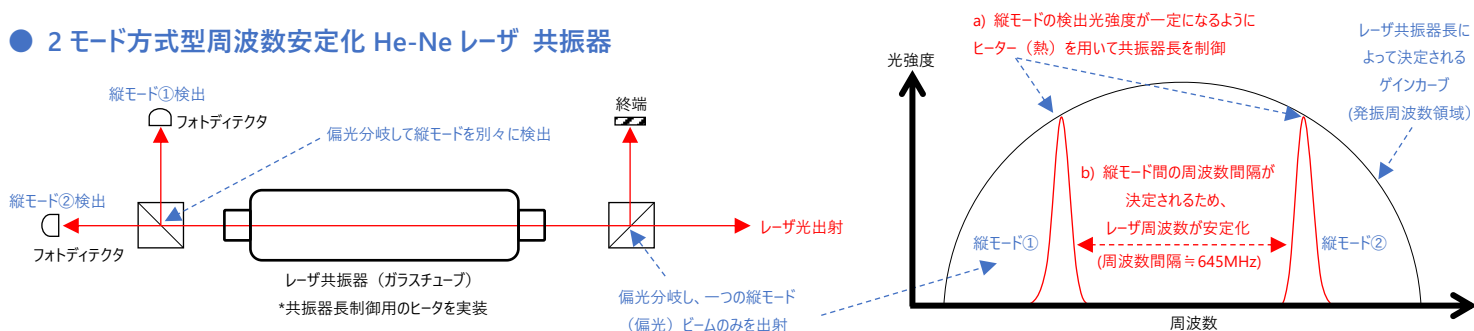 ● 2 モード方式型周波数安定化 He-Ne レーザ 共振器
縦モード①検出
フォトディテクタ
偏光分岐して縦モードを別々に検出
終端
縦モード②検出
フォトディテクタ
レーザ光出射
レーザ共振器（ガラスチューブ）
*共振器長制御用のヒータを実装
偏光分岐し、一つの縦モード
（偏光）ビームのみを出射
a) 縦モードの検出光強度が一定になるように
ヒーター（熱）を用いて共振器長を制御
光強度
レーザ共振器長に
よって決定される
ゲインカーブ
(発振周波数領域)
b) 縦モード間の周波数間隔が
決定されるため、
レーザ周波数が安定化
(周波数間隔≒645MHz)
縦モード①
縦モード②
周波数